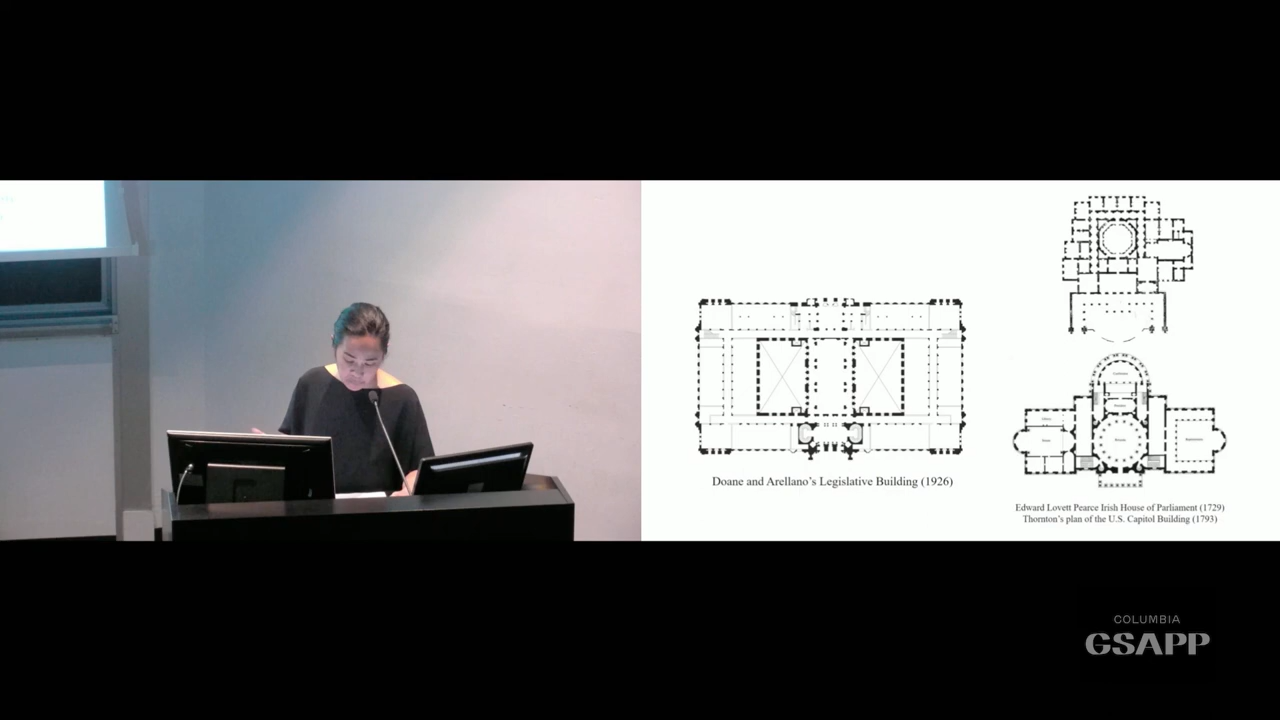 Doane and Arellano's Legislative Building (1926)
Edward Lovett Pearce Irish House of Parliament (1729)
Thornton's plan of the U.S. Capitol Building (1793)
COLUMBIA
GSAPP